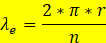 λₑ = 2 * π * r / n